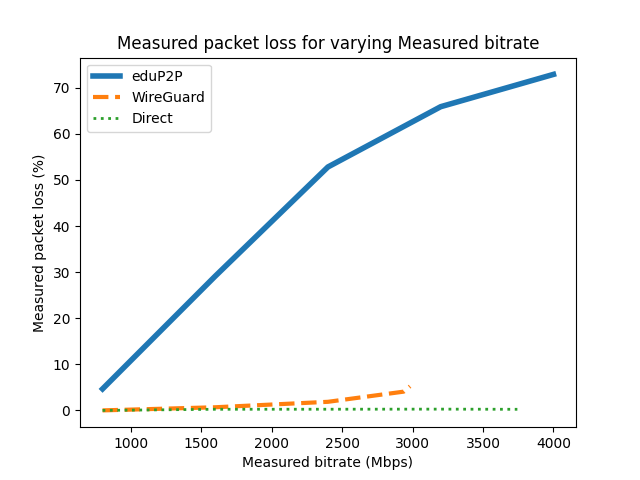 Measured packet loss for varying Measured bitrate
eduP2P
WireGuard
Direct
Measured packet loss (%)
70
60
50
40
30
20
10
0
1000 1500 2000 2500 3000 3500 4000
Measured bitrate (Mbps)